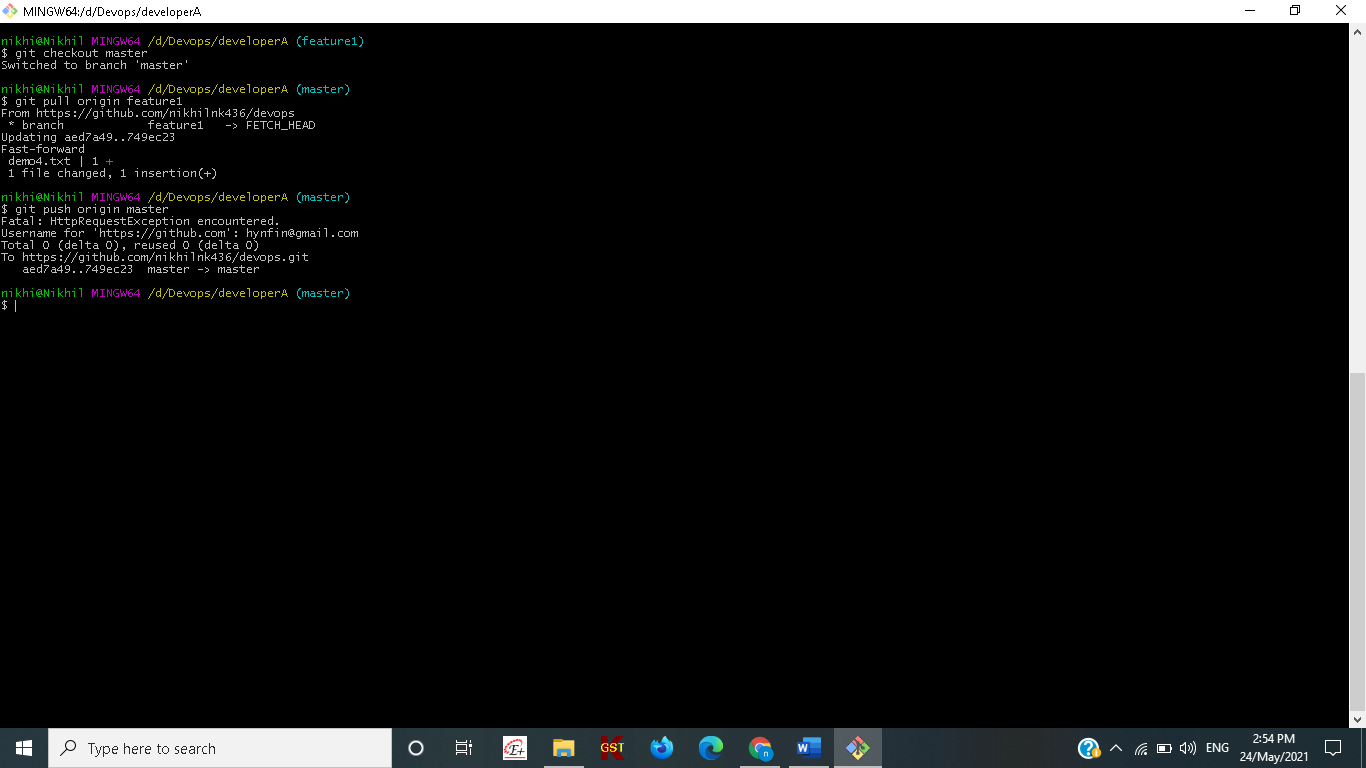 MINGW64:/d/Devops/developerA
nikhi@Nikhil MINGW64 /d/Devops/developerA (feature1)
$ git checkout master
Switched to branch 'master'
nikhi@Nikhil MINGW64 /d/Devops/developerA (master)
$ git pull origin feature1
From https://github.com/nikhilnk436/devops
 * branch            feature1   -> FETCH_HEAD
Updating aed7a49..749ec23
Fast-forward
 demo4.txt | 1 +
 1 file changed, 1 insertion(+)
nikhi@Nikhil MINGW64 /d/Devops/developerA (master)
$ git push origin master
Fatal: HttpRequestException encountered.
Username for 'https://github.com': hynfin@gmail.com
Total 0 (delta 0), reused 0 (delta 0)
To https://github.com/nikhilnk436/devops.git
   aed7a49..749ec23  master -> master
nikhi@Nikhil MINGW64 /d/Devops/developerA (master)
$
Type here to search
E+
GST
n
W
ENG
2:54 PM
24/May/2021